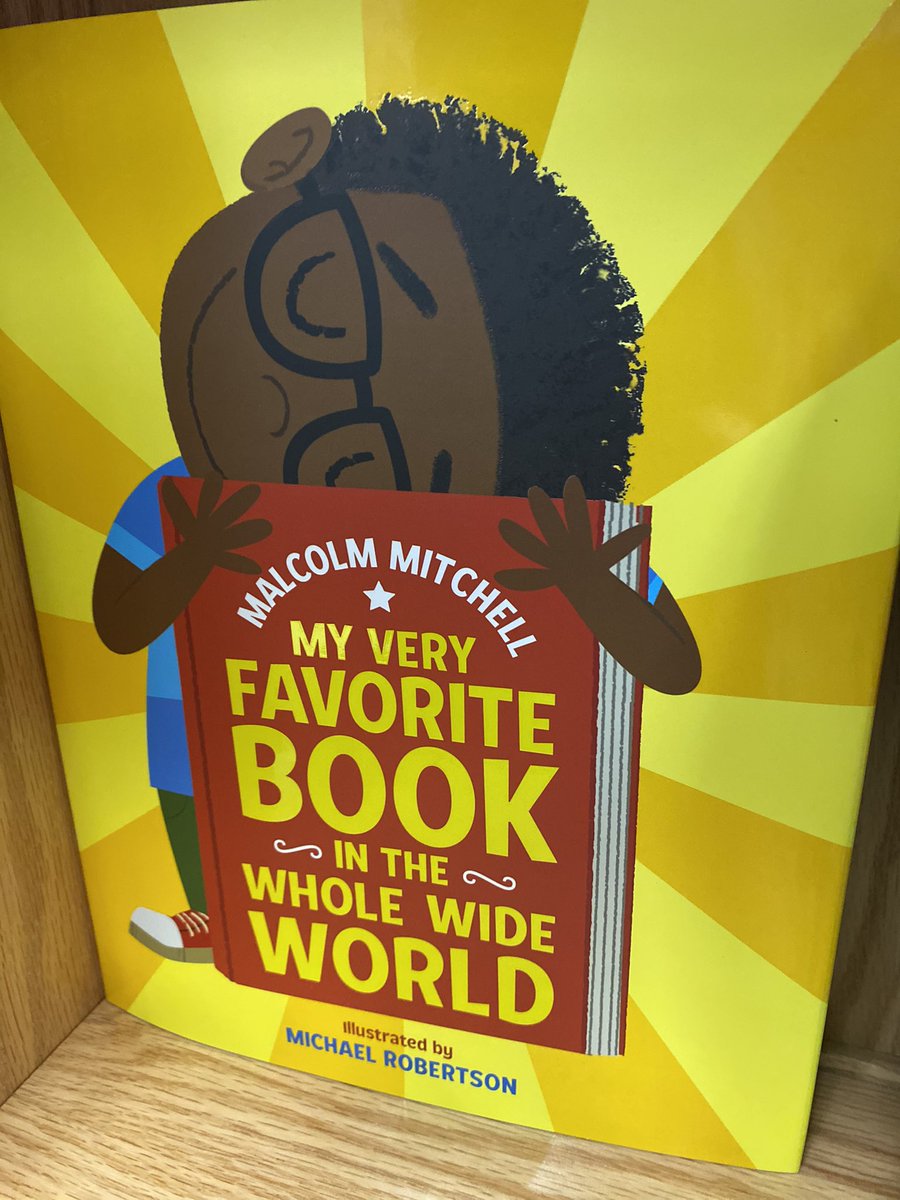 MALCOLM MITCHELL
MY VERY
FAVORITE
BOOK
IN THE
WHOLE WIDE
WORLD
Illustrated by
MICHAEL ROBERTSON